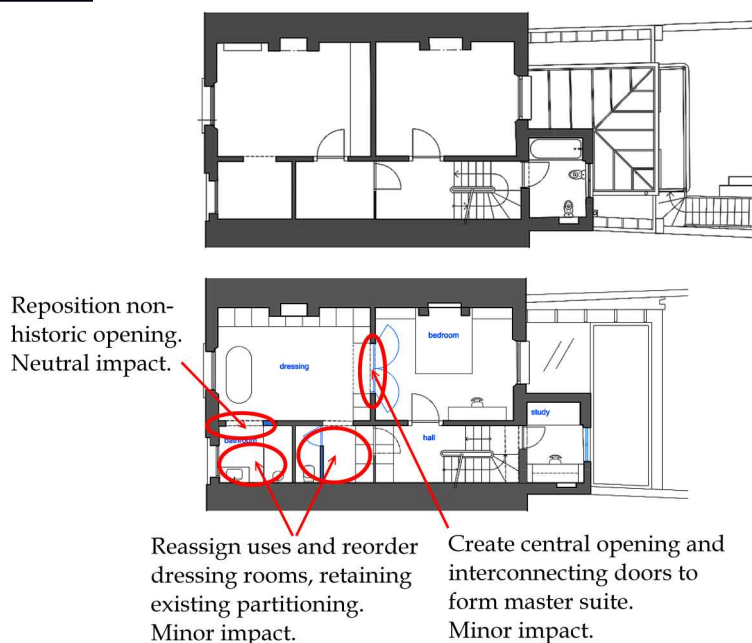 Reposition non-
historic opening.
Neutral impact.
dressing
bedroom
bathroom
hall
study
Reassign uses and reorder
dressing rooms, retaining
existing partitioning.
Minor impact.
Create central opening and
interconnecting doors to
form master suite.
Minor impact.